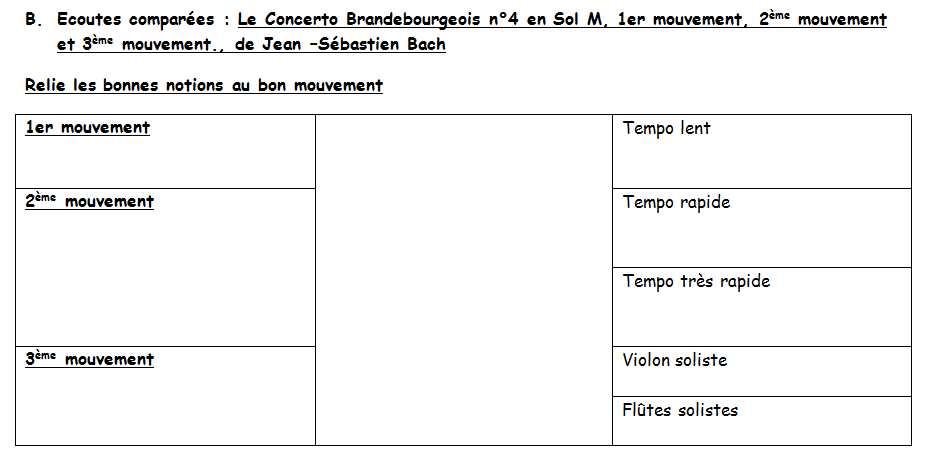 B. Ecoutes comparées : Le Concerto Brandebourgeois n°4 en Sol M, 1er mouvement, 2ème mouvement
et 3ème mouvement., de Jean –Sébastien Bach
Relie les bonnes notions au bon mouvement
1er mouvement
Tempo lent
2ème mouvement
Tempo rapide
Tempo très rapide
3ème mouvement
Violon soliste
Flûtes solistes